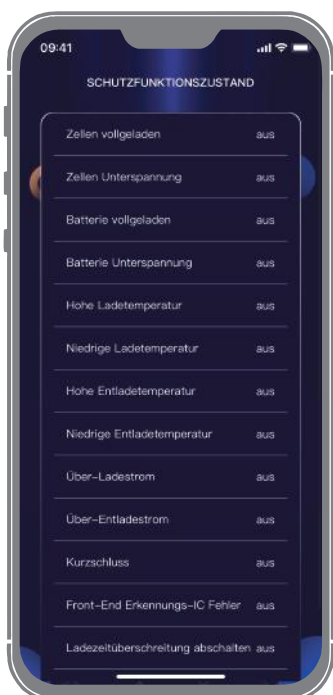 09:41
SCHUTZFUNKTIONSZUSTAND
Zellen vollgeladen aus
Zellen Unterspannung aus
Batterie vollgeladen aus
Batterie Unterspannung aus
Hohe Ladetemperatur aus
Niedrige Ladetemperatur aus
Hohe Entladetemperatur aus
Niedrige Entladetemperatur aus
Über-Ladestrom aus
Über-Entladestrom aus
Kurzschluss aus
Front-End Erkennungs-IC Fehler aus
Ladezeitüberschreitung abschalten aus